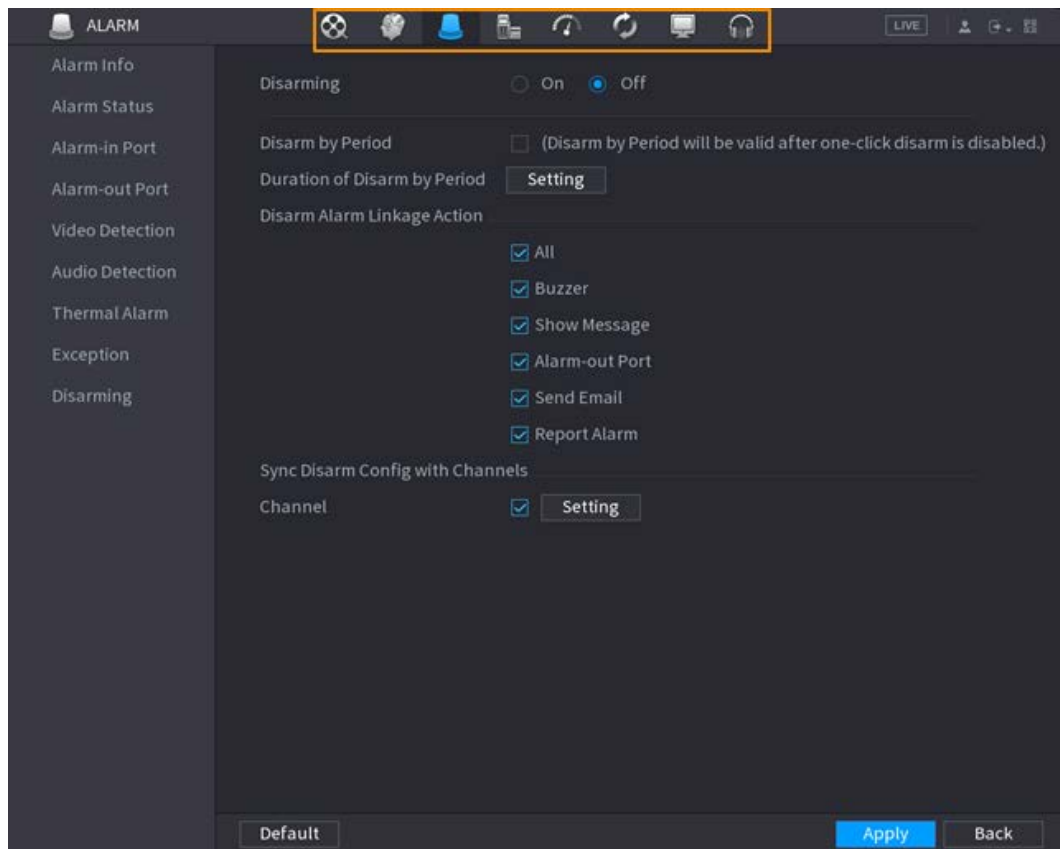 ALARM
LIVE
Alarm Info
Alarm Status
Alarm-in Port
Alarm-out Port
Video Detection
Audio Detection
Thermal Alarm
Exception
Disarming
Disarming On Off
Disarm by Period (Disarm by Period will be valid after one-click disarm is disabled.)
Duration of Disarm by Period Setting
Disarm Alarm Linkage Action
All
Buzzer
Show Message
Alarm-out Port
Send Email
Report Alarm
Sync Disarm Config with Channels
Channel Setting
Default Apply Back